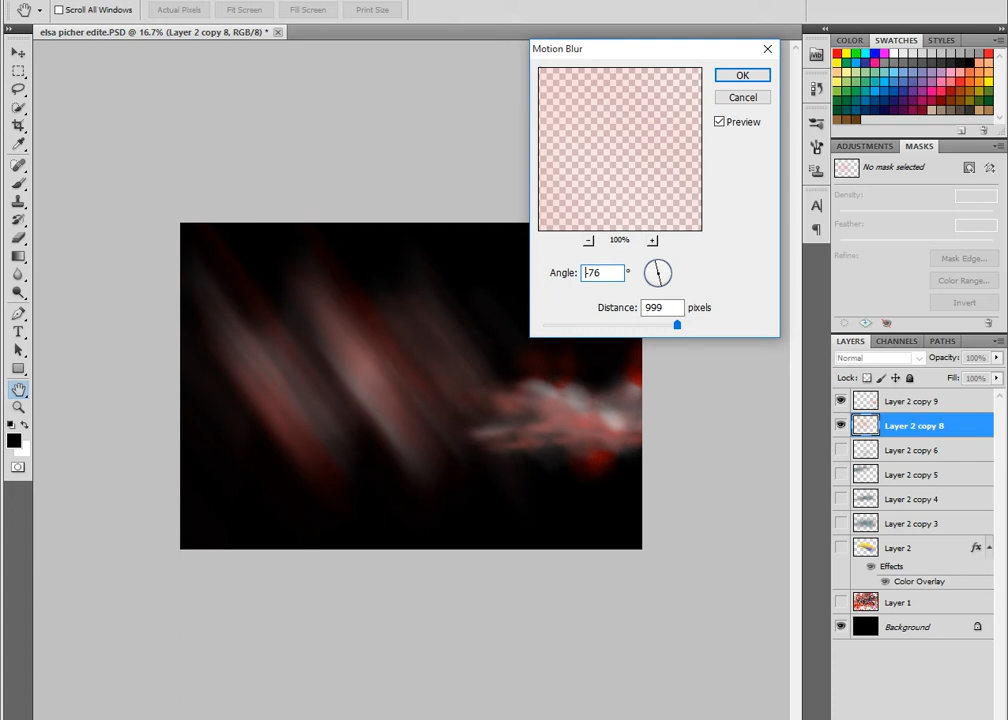 Scroll All Windows
Actual Pixels
Fit Screen
Fill Screen
Print Size
elsa picher edite.PSD @ 16.7% (Layer 2 copy 8, RGB/8) * ×
Motion Blur
OK
Cancel
Preview
100%
Angle: -76 °
Distance: 999 pixels
COLOR SWATCHES STYLES
ADJUSTMENTS MASKS
No mask selected
Density:
Feather:
Refine: Mask Edge...
Color Range...
Invert
LAYERS CHANNELS PATHS
Normal Opacity: 100%
Lock: Fill: 100%
Layer 2 copy 9
Layer 2 copy 8
Layer 2 copy 6
Layer 2 copy 5
Layer 2 copy 4
Layer 2 copy 3
Layer 2 fx
Effects
Color Overlay
Layer 1
Background